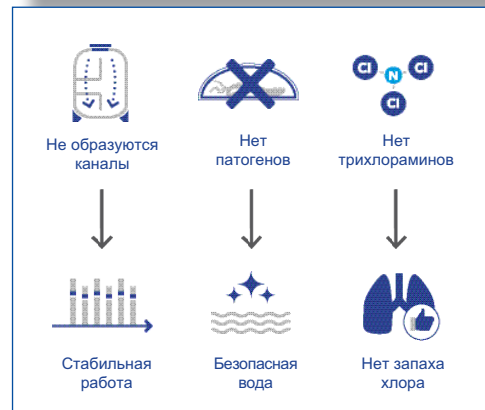 Cl
N
Cl
Cl
Не образуются
каналы
Нет
патогенов
Нет
трихлораминов
Стабильная
работа
Безопасная
вода
Нет запаха
хлора